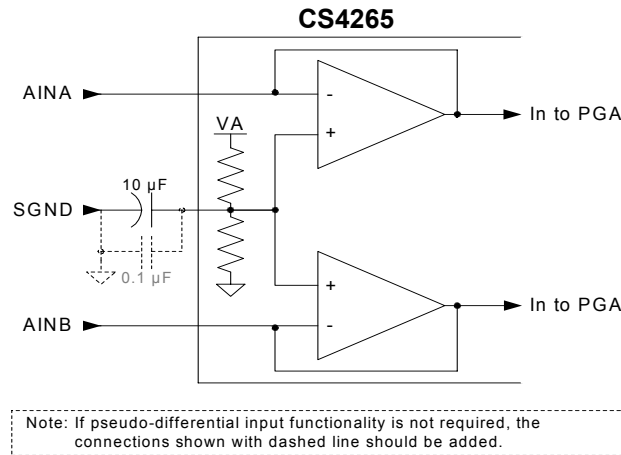 CS4265
AINA
-
In to PGA
VA
+
10 µF
SGND
0.1 µF
+
In to PGA
AINB
-
Note: If pseudo-differential input functionality is not required, the
connections shown with dashed line should be added.